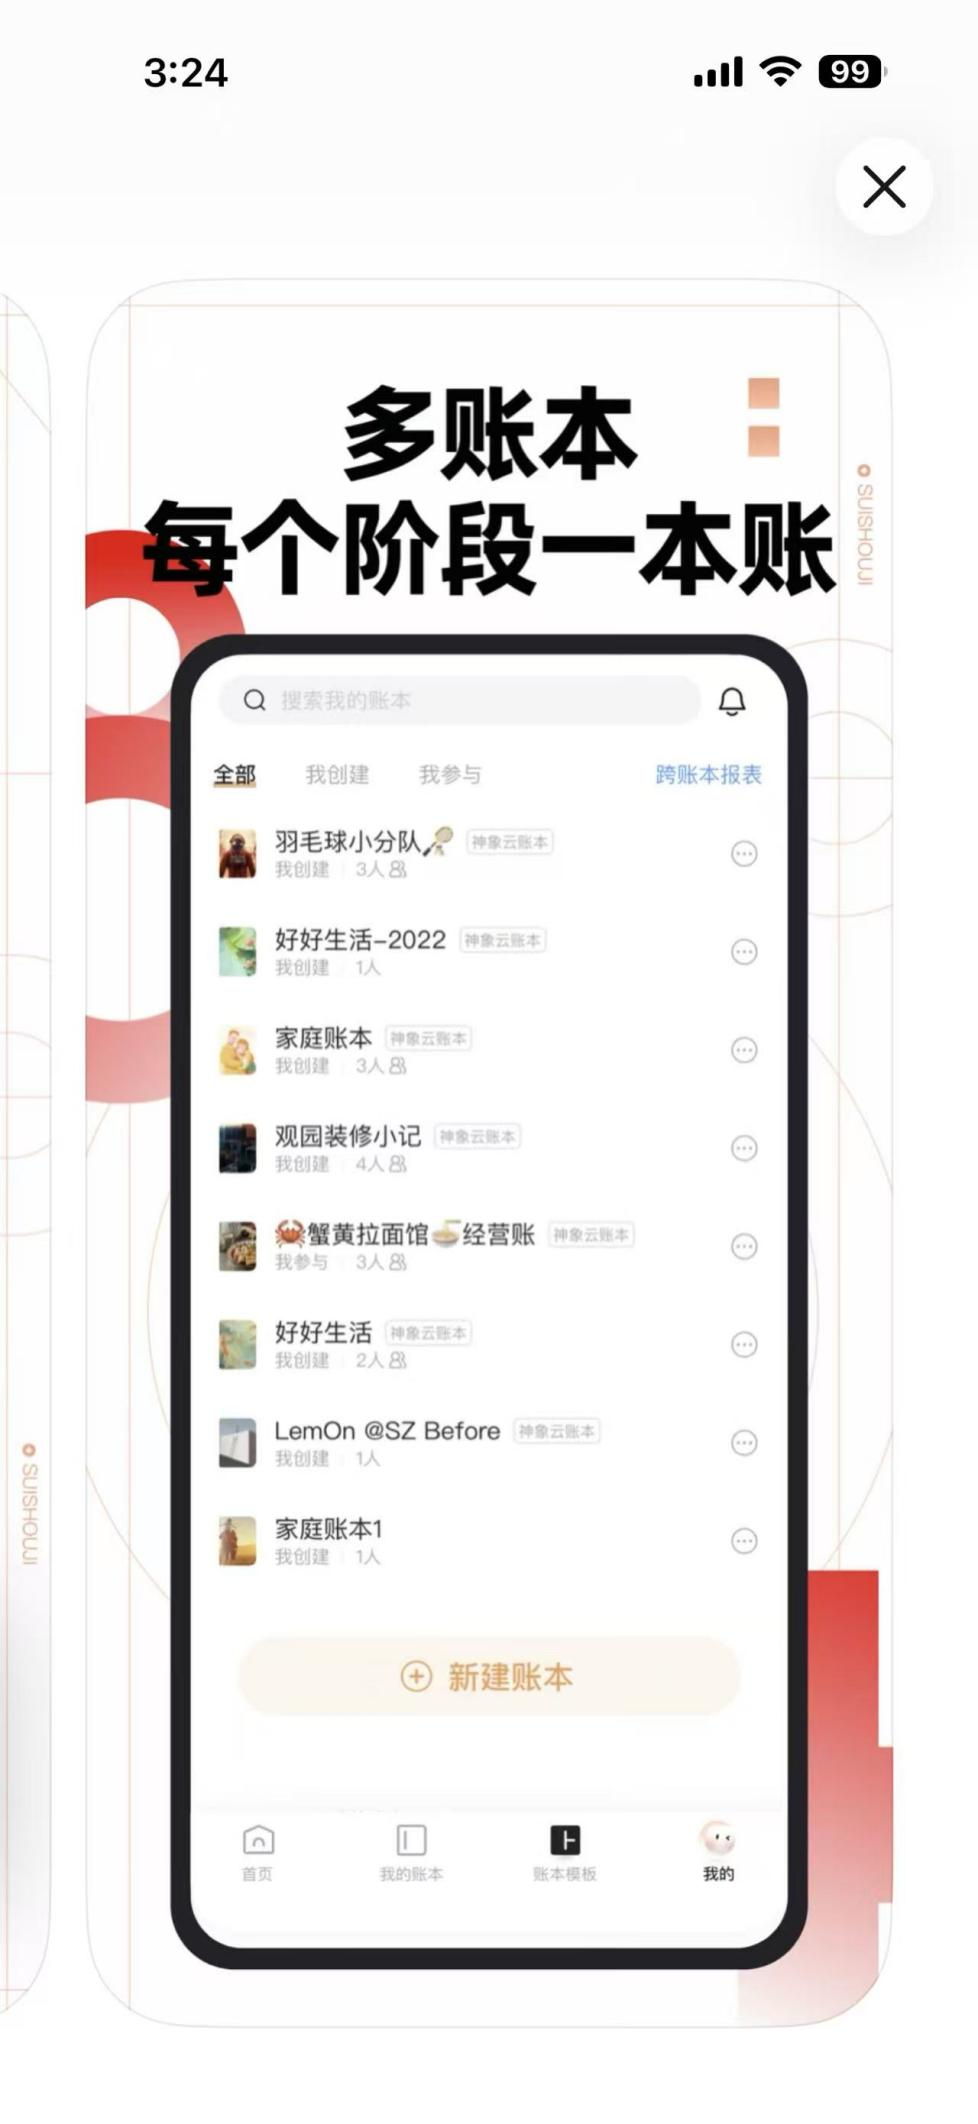 3:24
99
多账本
每个阶段一本账
SUISHOUJI
搜索我的账本
全部 我创建 我参与 跨账本报表
羽毛球小分队🏸 神象云账本
我创建 3人
好好生活-2022 神象云账本
我创建 1人
家庭账本 神象云账本
我创建 3人
观园装修小记 神象云账本
我创建 4人
🦀蟹黄拉面馆🍜经营账 神象云账本
我参与 3人
好好生活 神象云账本
我创建 2人
LemOn @SZ Before 神象云账本
我创建 1人
家庭账本1
我创建 1人
SUISHOUJI
新建账本
首页 我的账本 账本模板 我的